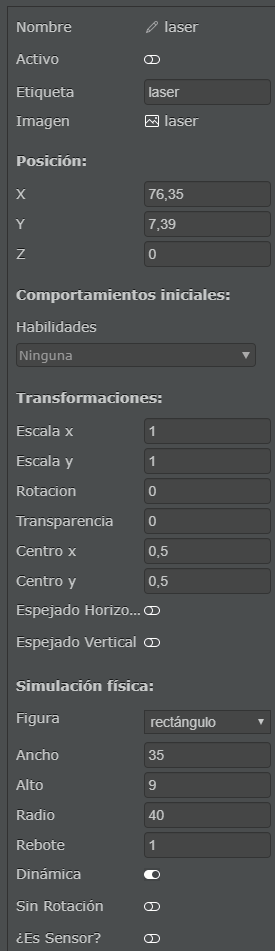 Nombre laser
Activo
Etiqueta laser
Imagen laser
Posición:
X 76,35
Y 7,39
Z 0
Comportamientos iniciales:
Habilidades
Ninguna
Transformaciones:
Escala x 1
Escala y 1
Rotacion 0
Transparencia 0
Centro x 0,5
Centro y 0,5
Espejado Horizo...
Espejado Vertical
Simulación física:
Figura rectángulo
Ancho 35
Alto 9
Radio 40
Rebote 1
Dinámica
Sin Rotación
¿Es Sensor?